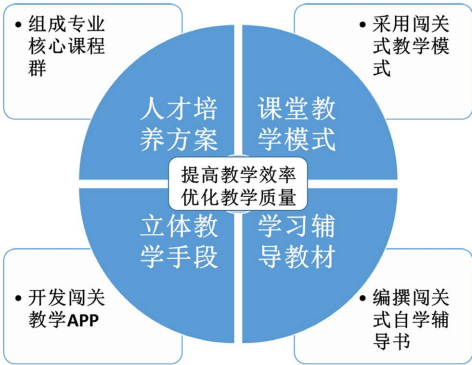 • 组成专业
核心课程
群
• 采用闯关
式教学模
式
人才培
养方案
课堂教
学模式
提高教学效率
优化教学质量
立体教
学手段
学习辅
导教材
• 开发闯关
教学APP
• 编撰闯关
式自学辅
导书